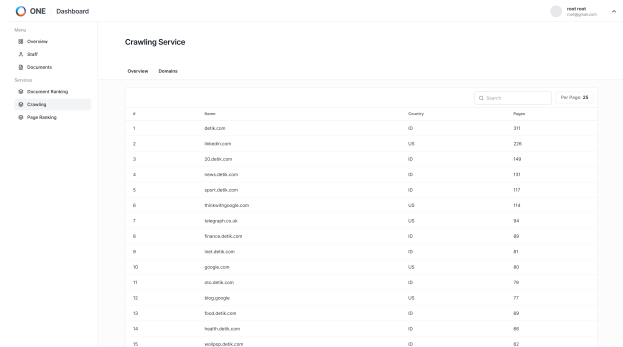 ONE Dashboard
root root
root@gmail.com
Menu
Overview
Staff
Documents
Services
Document Ranking
Crawling
Page Ranking
Crawling Service
Overview Domains
Search
Per Page: 25
# Name Country Pages
1 detik.com ID 311
2 linkedin.com US 226
3 20.detik.com ID 149
4 news.detik.com ID 131
5 sport.detik.com ID 117
6 thinkwithgoogle.com US 114
7 telegraph.co.uk US 94
8 finance.detik.com ID 89
9 inet.detik.com ID 81
10 google.com US 80
11 oto.detik.com ID 79
12 blog.google US 77
13 food.detik.com ID 69
14 health.detik.com ID 66
15 ID 62